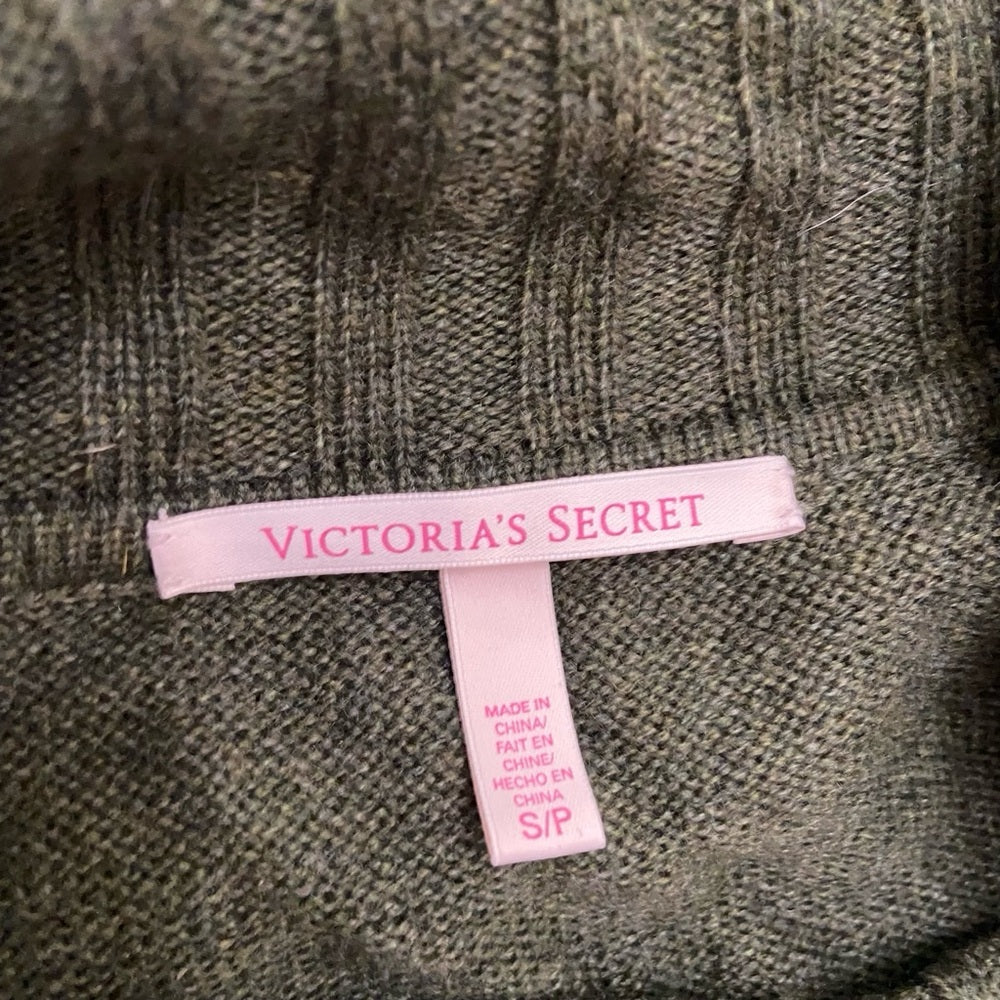 VICTORIA'S SECRET
MADE IN
CHINA/
FAIT EN
CHINE/
HECHO EN
CHINA
S/P